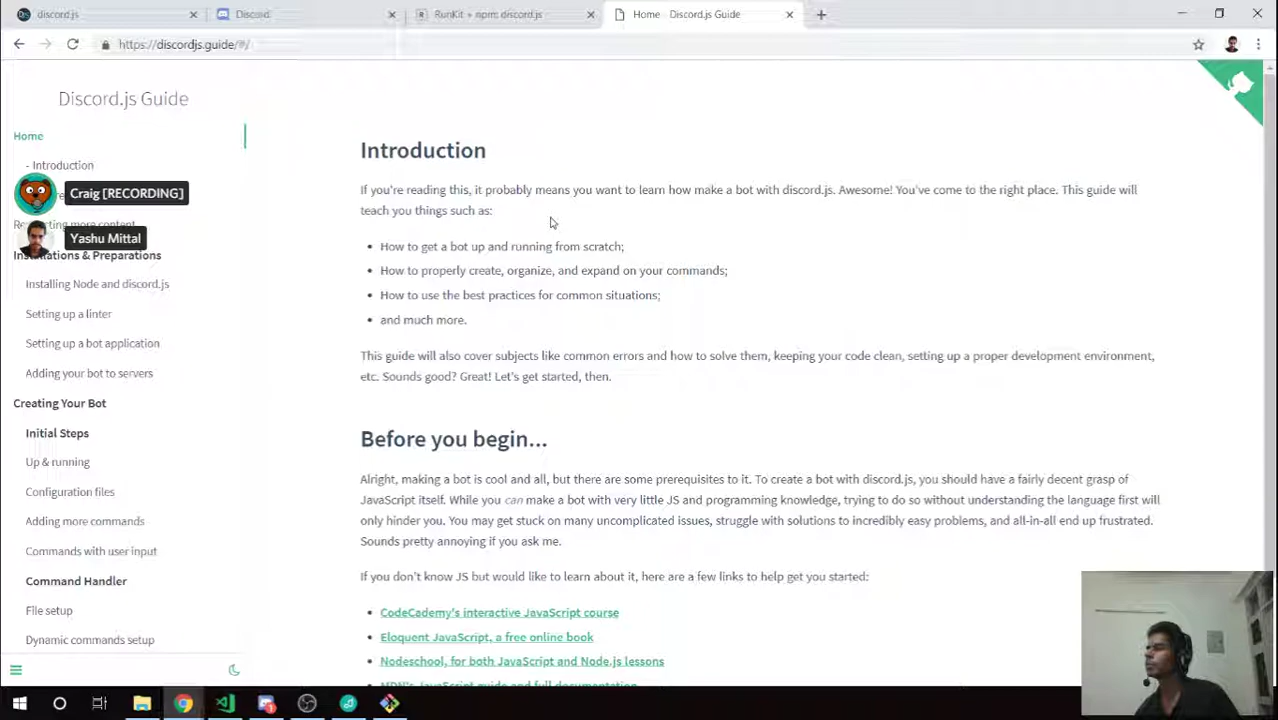 discord.js
Discord
RunKit + npm: discord.js
Home Discord.js Guide
https://discordjs.guide/#/
Discord.js Guide
Home
- Introduction
Craig [RECORDING]
Requesting more content
Yashu Mittal
Installations & Preparations
Installing Node and discord.js
Setting up a linter
Setting up a bot application
Adding your bot to servers
Creating Your Bot
Initial Steps
Up & running
Configuration files
Adding more commands
Commands with user input
Command Handler
File setup
Dynamic commands setup
Introduction
If you're reading this, it probably means you want to learn how make a bot with discord.js. Awesome! You've come to the right place. This guide will
teach you things such as:
• How to get a bot up and running from scratch;
• How to properly create, organize, and expand on your commands;
• How to use the best practices for common situations;
• and much more.
This guide will also cover subjects like common errors and how to solve them, keeping your code clean, setting up a proper development environment,
etc. Sounds good? Great! Let's get started, then.
Before you begin...
Alright, making a bot is cool and all, but there are some prerequisites to it. To create a bot with discord.js, you should have a fairly decent grasp of
JavaScript itself. While you can make a bot with very little JS and programming knowledge, trying to do so without understanding the language first will
only hinder you. You may get stuck on many uncomplicated issues, struggle with solutions to incredibly easy problems, and all-in-all end up frustrated.
Sounds pretty annoying if you ask me.
If you don't know JS but would like to learn about it, here are a few links to help get you started:
• CodeCademy's interactive JavaScript course
• Eloquent JavaScript, a free online book
• Nodeschool, for both JavaScript and Node.js lessons
• MDN's JavaScript guide and full documentation